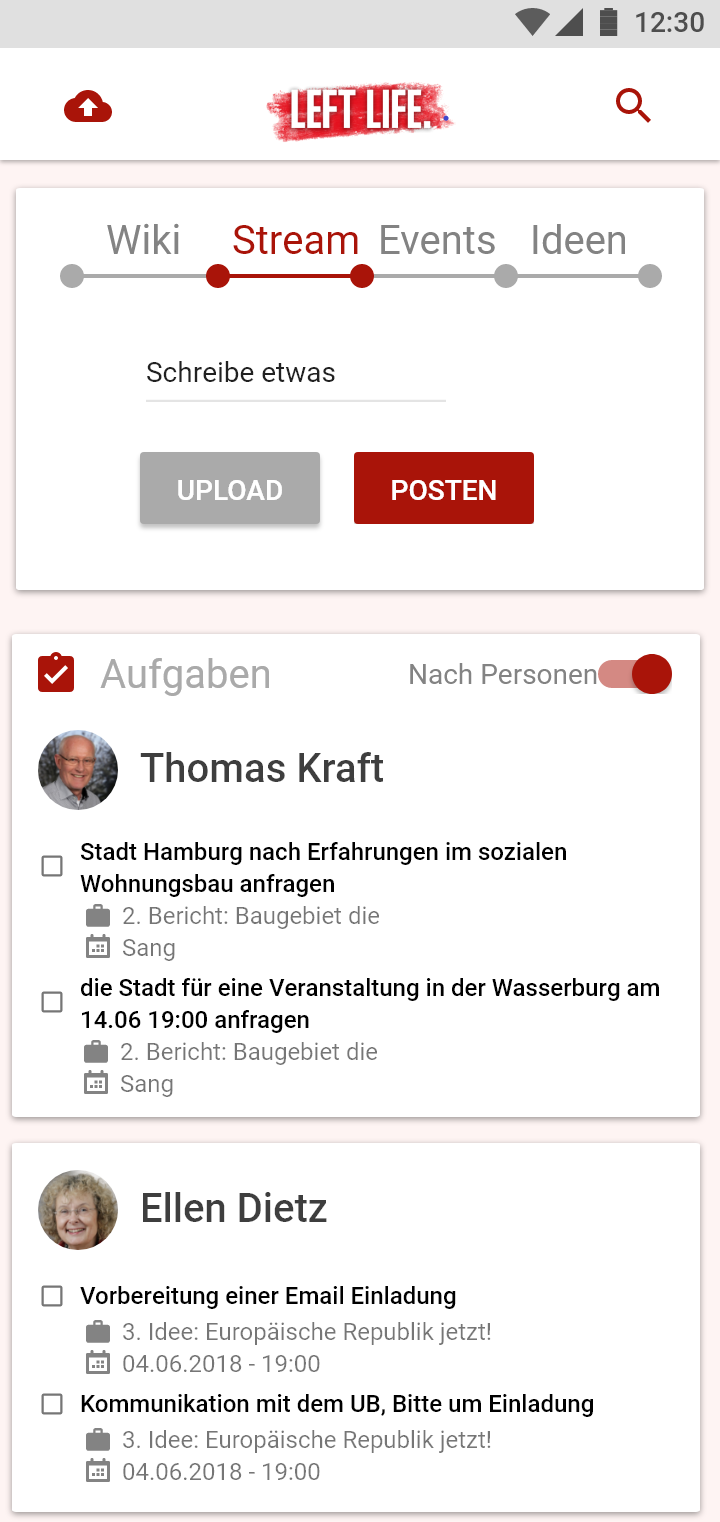 12:30
LEFT LIFE.
Wiki Stream Events Ideen
Schreibe etwas
UPLOAD POSTEN
Aufgaben Nach Personen
Thomas Kraft
Stadt Hamburg nach Erfahrungen im sozialen
Wohnungsbau anfragen
2. Bericht: Baugebiet die
Sang
die Stadt für eine Veranstaltung in der Wasserburg am
14.06 19:00 anfragen
2. Bericht: Baugebiet die
Sang
Ellen Dietz
Vorbereitung einer Email Einladung
3. Idee: Europäische Republik jetzt!
04.06.2018 - 19:00
Kommunikation mit dem UB, Bitte um Einladung
3. Idee: Europäische Republik jetzt!
04.06.2018 - 19:00